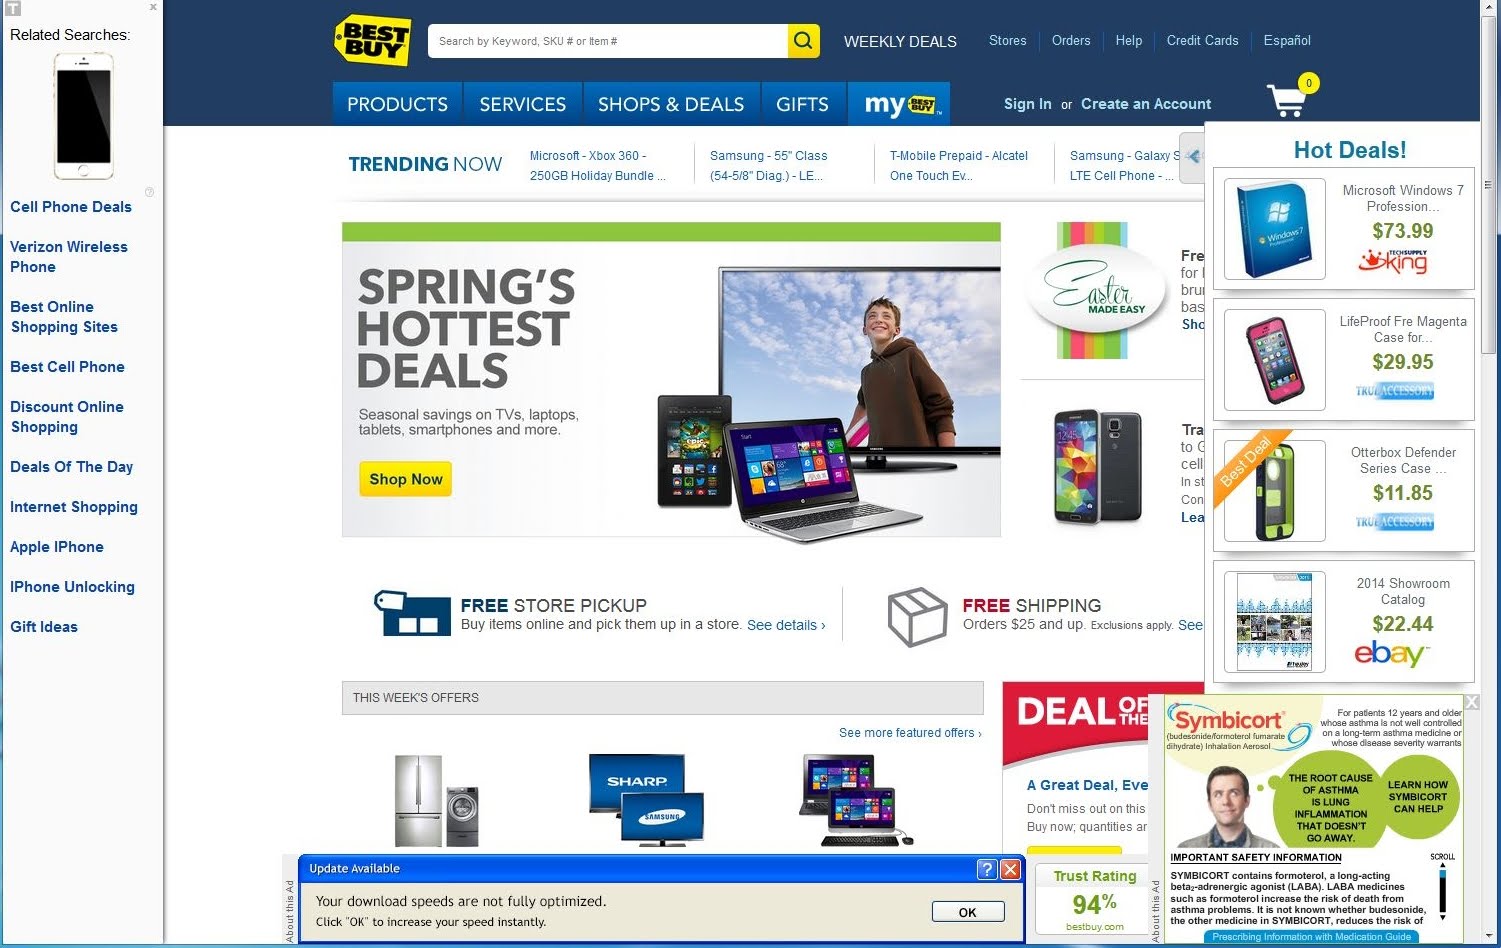 T
x
Related Searches:
Cell Phone Deals
Verizon Wireless
Phone
Best Online
Shopping Sites
Best Cell Phone
Discount Online
Shopping
Deals Of The Day
Internet Shopping
Apple IPhone
IPhone Unlocking
Gift Ideas
BEST
BUY
Search by Keyword, SKU # or Item #
WEEKLY DEALS
Stores
Orders
Help
Credit Cards
Español
PRODUCTS
SERVICES
SHOPS & DEALS
GIFTS
my BEST BUY™
Sign In or Create an Account
0
TRENDING NOW
Microsoft - Xbox 360 -
250GB Holiday Bundle ...
Samsung - 55" Class
(54-5/8" Diag.) - LE...
T-Mobile Prepaid - Alcatel
One Touch Ev...
Samsung - Galaxy S
LTE Cell Phone - ...
SPRING'S
HOTTEST
DEALS
Seasonal savings on TVs, laptops,
tablets, smartphones and more.
Shop Now
Start
Easter
MADE EASY
Fre
for
bru
bas
Sho
Tra
to G
cell
In st
Con
Lea
FREE STORE PICKUP
Buy items online and pick them up in a store. See details ›
FREE SHIPPING
Orders $25 and up. Exclusions apply. See
THIS WEEK'S OFFERS
See more featured offers ›
SHARP
SAMSUNG
DEAL OF
THE
A Great Deal, Eve
Don't miss out on this
Buy now; quantities ar
Hot Deals!
Windows 7
Microsoft Windows 7
Profession...
$73.99
TECHSUPPLY
King
LifeProof Fre Magenta
Case for...
$29.95
TRUE ACCESSORY
Best Deal
Otterbox Defender
Series Case ...
$11.85
TRUE ACCESSORY
2014 Showroom
Catalog
$22.44
ebay™
X
Symbicort®
(budesonide/formoterol fumarate
dihydrate) Inhalation Aerosol
For patients 12 years and older
whose asthma is not well controlled
on a long-term asthma medicine or
whose disease severity warrants
THE ROOT CAUSE
OF ASTHMA
IS LUNG
INFLAMMATION
THAT DOESN'T
GO AWAY.
LEARN HOW
SYMBICORT
CAN HELP
IMPORTANT SAFETY INFORMATION
SCROLL
SYMBICORT contains formoterol, a long-acting
beta₂-adrenergic agonist (LABA). LABA medicines
such as formoterol increase the risk of death from
asthma problems. It is not known whether budesonide,
the other medicine in SYMBICORT, reduces the risk of
Prescribing Information with Medication Guide
About this Ad
About this Ad
Update Available
?
X
Your download speeds are not fully optimized.
Click "OK" to increase your speed instantly.
OK
Trust Rating
94%
bestbuy.com